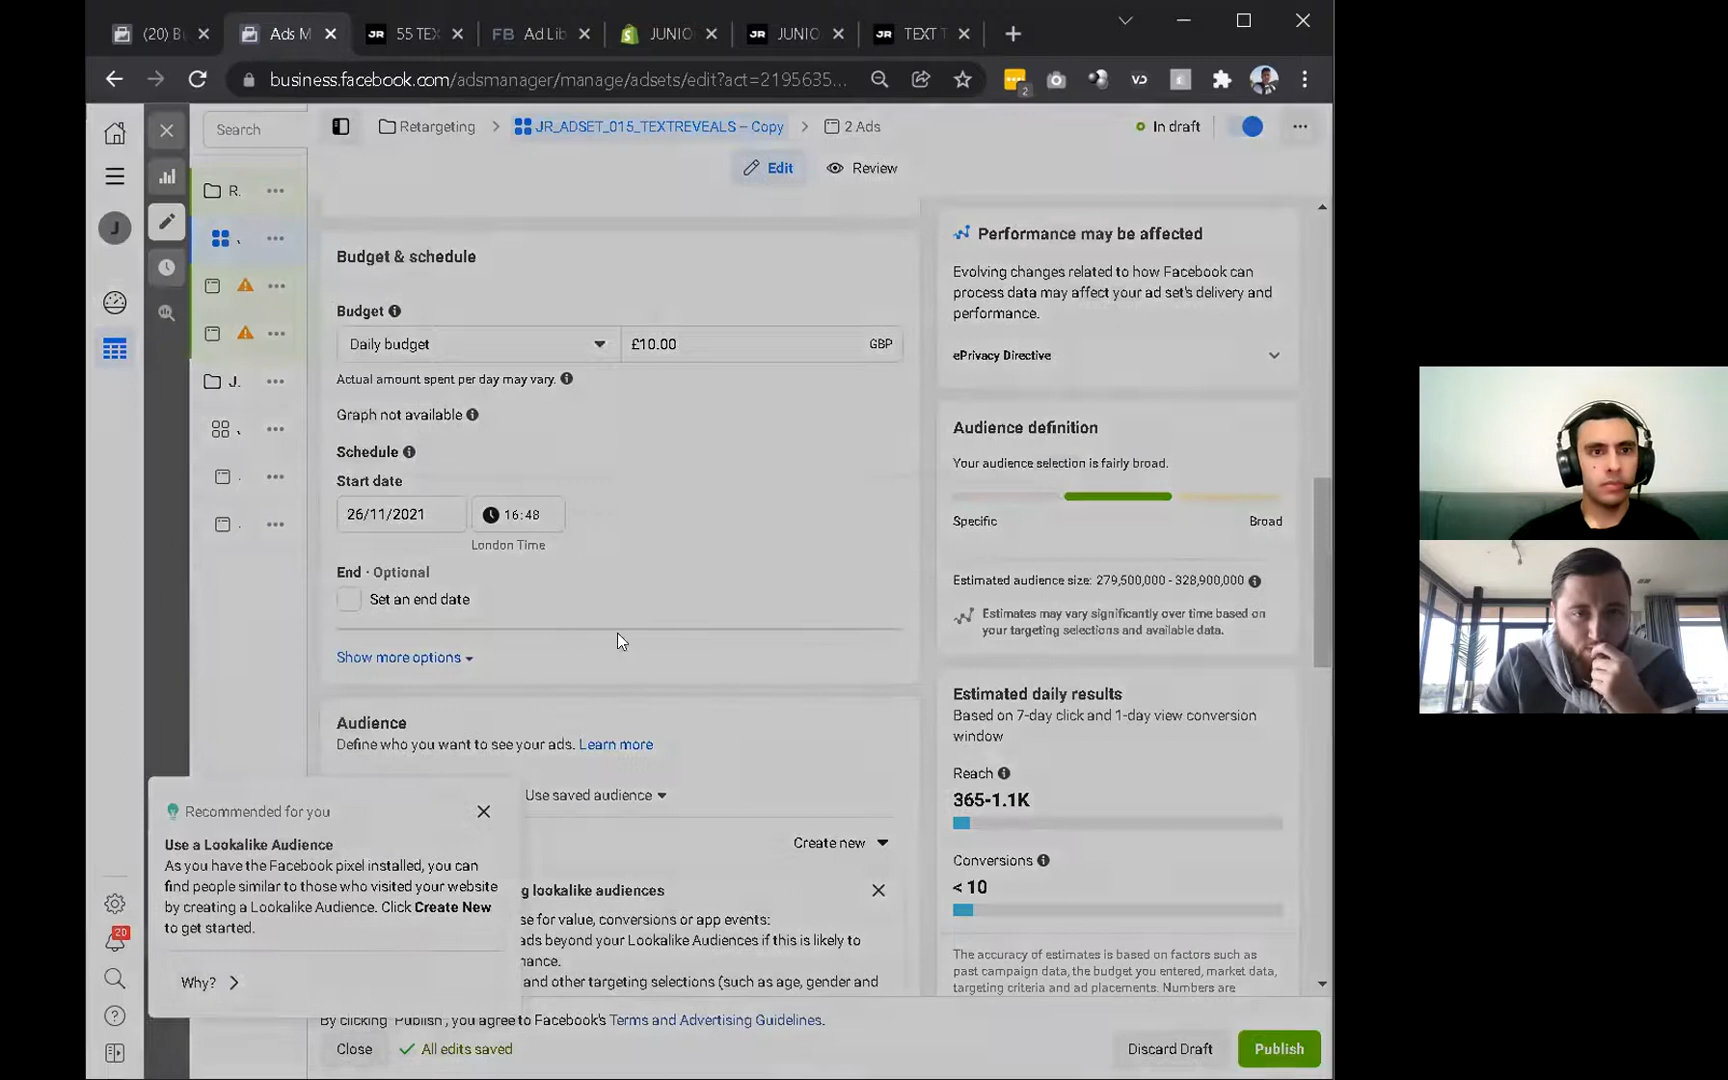 (20) B
Ads M
JR
55 TEX
FB
Ad Lib
JUNIO
JR
JUNIO
JR
TEXT T
business.facebook.com/adsmanager/manage/adsets/edit?act=2195635...
2
Search
Retargeting
JR_ADSET_015_TEXTREVEALS – Copy
2 Ads
In draft
Edit
Review
R.
J
J.
Budget & schedule
Budget
Daily budget
£10.00
GBP
Actual amount spent per day may vary.
Graph not available
Schedule
Start date
26/11/2021
16:48
London Time
End · Optional
Set an end date
Show more options
Audience
Define who you want to see your ads. Learn more
Use saved audience
Create new
g lookalike audiences
se for value, conversions or app events:
ads beyond your Lookalike Audiences if this is likely to
nance.
and other targeting selections (such as age, gender and
Recommended for you
Use a Lookalike Audience
As you have the Facebook pixel installed, you can
find people similar to those who visited your website
by creating a Lookalike Audience. Click Create New
to get started.
Why?
20
Performance may be affected
Evolving changes related to how Facebook can
process data may affect your ad set's delivery and
performance.
ePrivacy Directive
Audience definition
Your audience selection is fairly broad.
Specific
Broad
Estimated audience size: 279,500,000 - 328,900,000
Estimates may vary significantly over time based on
your targeting selections and available data.
Estimated daily results
Based on 7-day click and 1-day view conversion
window
Reach
365-1.1K
Conversions
< 10
The accuracy of estimates is based on factors such as
past campaign data, the budget you entered, market data,
targeting criteria and ad placements. Numbers are
By clicking 'Publish', you agree to Facebook's Terms and Advertising Guidelines.
Close
All edits saved
Discard Draft
Publish